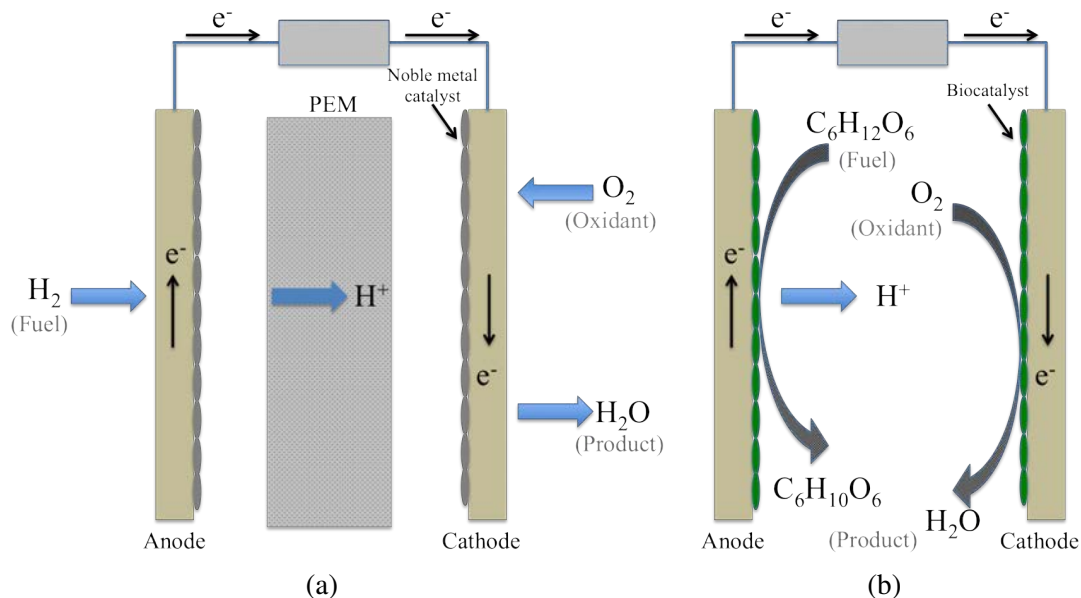 e⁻
e⁻
Noble metal
catalyst
PEM
O₂
(Oxidant)
e⁻
H₂
(Fuel)
H⁺
e⁻
H₂O
(Product)
Anode
Cathode
(a)
e⁻
e⁻
Biocatalyst
C₆H₁₂O₆
(Fuel)
O₂
(Oxidant)
e⁻
H⁺
e⁻
C₆H₁₀O₆
H₂O
(Product)
Anode
Cathode
(b)